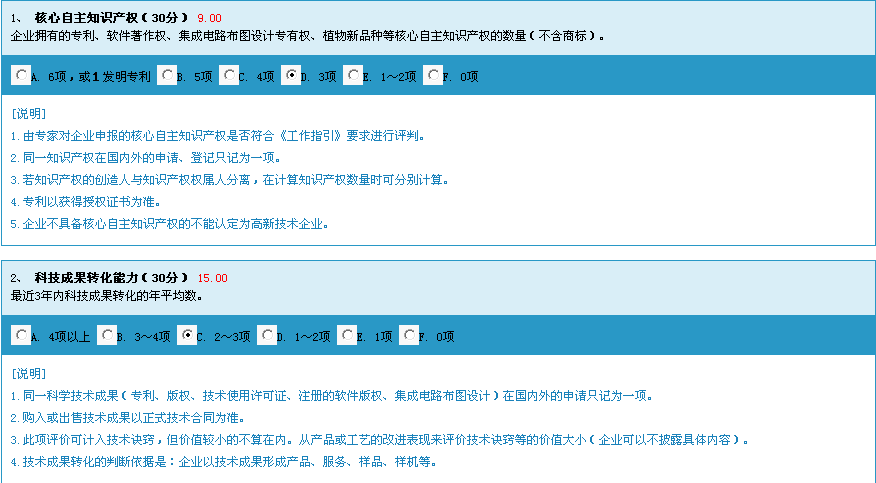 1、 核心自主知识产权（30分） 9.00
企业拥有的专利、软件著作权、集成电路布图设计专有权、植物新品种等核心自主知识产权的数量（不含商标）。
A. 6项，或1发明专利 B. 5项 C. 4项 D. 3项 E. 1～2项 F. 0项
[说明]
1.由专家对企业申报的核心自主知识产权是否符合《工作指引》要求进行评判。
2.同一知识产权在国内外的申请、登记只记为一项。
3.若知识产权的创造人与知识产权权属人分离，在计算知识产权数量时可分别计算。
4.专利以获得授权证书为准。
5.企业不具备核心自主知识产权的不能认定为高新技术企业。
2、 科技成果转化能力（30分） 15.00
最近3年内科技成果转化的年平均数。
A. 4项以上 B. 3～4项 C. 2～3项 D. 1～2项 E. 1项 F. 0项
[说明]
1.同一科学技术成果（专利、版权、技术使用许可证、注册的软件版权、集成电路布图设计）在国内外的申请只记为一项。
2.购入或出售技术成果以正式技术合同为准。
3.此项评价可计入技术诀窍，但价值较小的不算在内。从产品或工艺的改进表现来评价技术诀窍等的价值大小（企业可以不披露具体内容）。
4.技术成果转化的判断依据是：企业以技术成果形成产品、服务、样品、样机等。